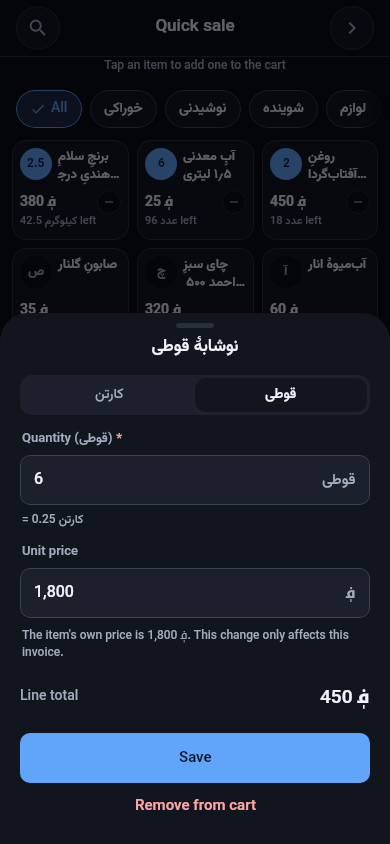 Quick sale
Tap an item to add one to the cart
All
خوراکی
نوشیدنی
شوینده
لوازم
2.5
برنج سلامِ
هندیِ درجـ…
؋ 380
42.5 کیلوگرم left
6
آبِ معدنی
۱٫۵ لیتری
؋ 25
96 عدد left
2
روغنِ
آفتاب‌گردا…
؋ 450
18 عدد left
ص
صابونِ گلنار
؋ 35
چ
چای سبزِ
احمد ۵۰۰…
؋ 320
آ
آب‌میوهٔ انار
؋ 60
نوشابهٔ قوطی
قوطی
کارتن
Quantity (قوطی) *
6
قوطی
= 0.25 کارتن
Unit price
1,800
؋
The item's own price is 1,800 ؋. This change only affects this
invoice.
Line total
450 ؋
Save
Remove from cart